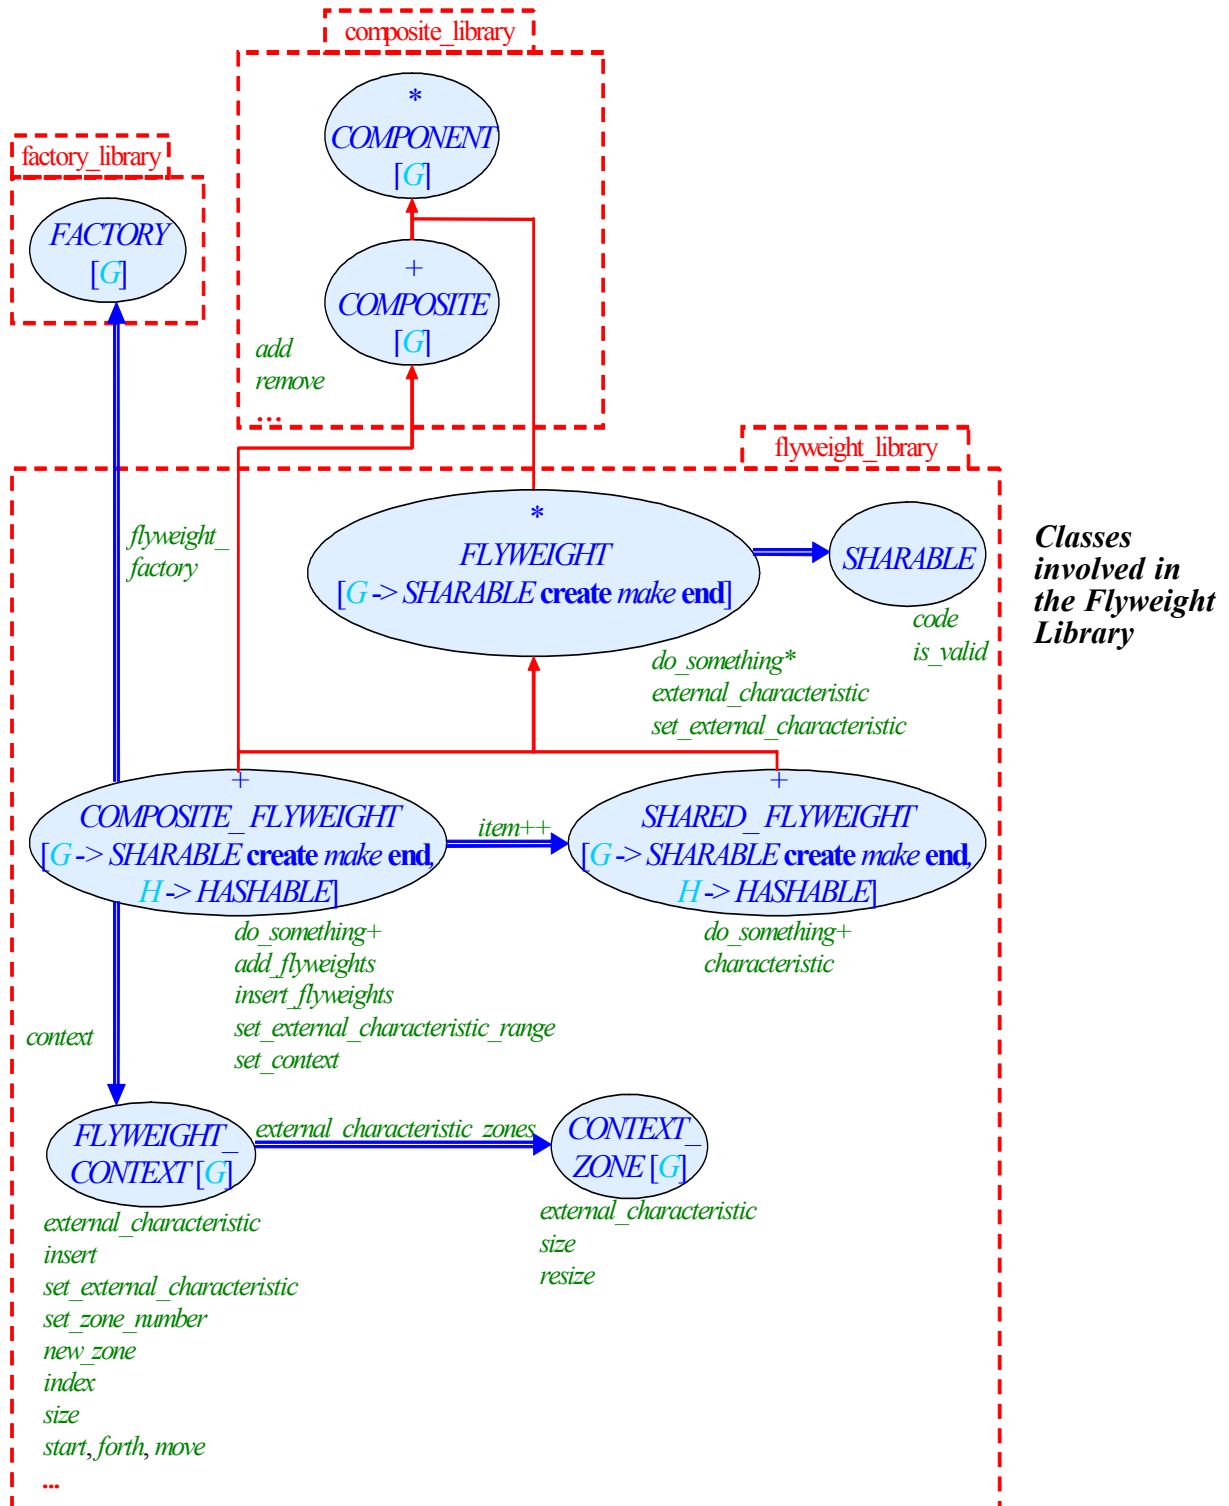 composite_library
*
COMPONENT
[G]
factory_library
FACTORY
[G]
+
COMPOSITE
[G]
add
remove
...
flyweight_library
flyweight_
factory
*
FLYWEIGHT
[G -> SHARABLE create make end]
SHARABLE
code
is_valid
Classes
involved in
the Flyweight
Library
do_something*
external_characteristic
set_external_characteristic
+
COMPOSITE_FLYWEIGHT
[G -> SHARABLE create make end,
H -> HASHABLE]
item++
+
SHARED_FLYWEIGHT
[G -> SHARABLE create make end,
H -> HASHABLE]
do_something+
add_flyweights
insert_flyweights
set_external_characteristic_range
set_context
do_something+
characteristic
context
FLYWEIGHT_
CONTEXT [G]
external_characteristic_zones
CONTEXT_
ZONE [G]
external_characteristic
insert
set_external_characteristic
set_zone_number
new_zone
index
size
start, forth, move
...
external_characteristic
size
resize